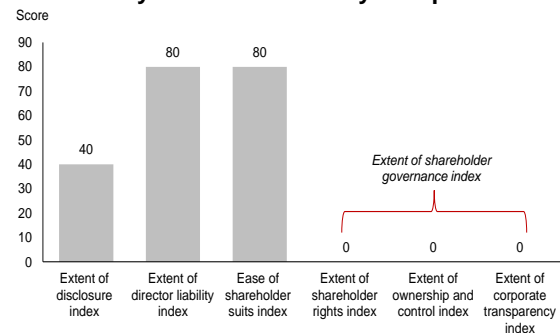 Score
90
80
70
60
50
40
30
20
10
0
40
80
80
Extent of shareholder
governance index
0
0
0
Extent of
disclosure
index
Extent of
director liability
index
Ease of
shareholder
suits index
Extent of
shareholder
rights index
Extent of
ownership and
control index
Extent of
corporate
transparency
index